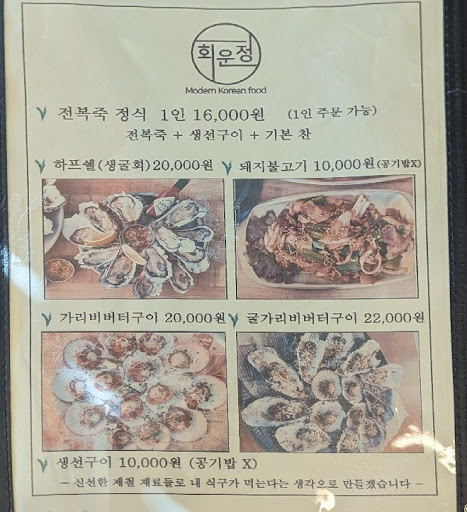 회운정
Modern Korean food
전복죽 정식 1인 16,000원 (1인 주문 가능)
전복죽 + 생선구이 + 기본 찬
하프쉘(생굴회)20,000원 돼지불고기 10,000원(공기밥X)
가리비버터구이 20,000원 굴가리비버터구이 22,000원
생선구이 10,000원 (공기밥 X)
- 신선한 제철 재료들로 내 식구가 먹는다는 생각으로 만들겠습니다 -